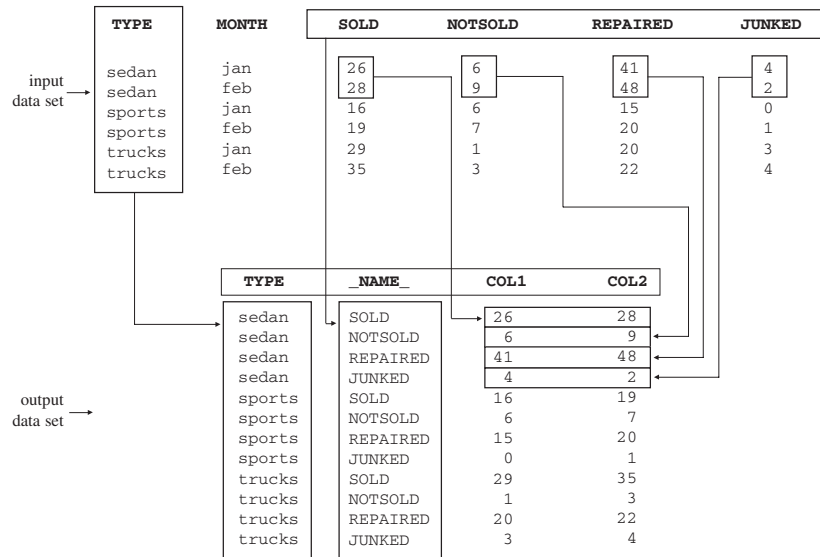 TYPE MONTH SOLD NOTSOLD REPAIRED JUNKED
input
data set
sedan jan 26 6 41 4
sedan feb 28 9 48 2
sports jan 16 6 15 0
sports feb 19 7 20 1
trucks jan 29 1 20 3
trucks feb 35 3 22 4
TYPE _NAME_ COL1 COL2
output
data set
sedan SOLD 26 28
sedan NOTSOLD 6 9
sedan REPAIRED 41 48
sedan JUNKED 4 2
sports SOLD 16 19
sports NOTSOLD 6 7
sports REPAIRED 15 20
sports JUNKED 0 1
trucks SOLD 29 35
trucks NOTSOLD 1 3
trucks REPAIRED 20 22
trucks JUNKED 3 4